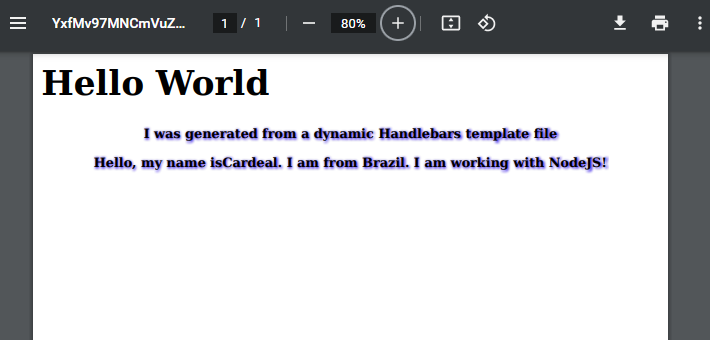 YxfMv97MNCmVuZ... 1 / 1 80%
Hello World
I was generated from a dynamic Handlebars template file
Hello, my name isCardeal. I am from Brazil. I am working with NodeJS!